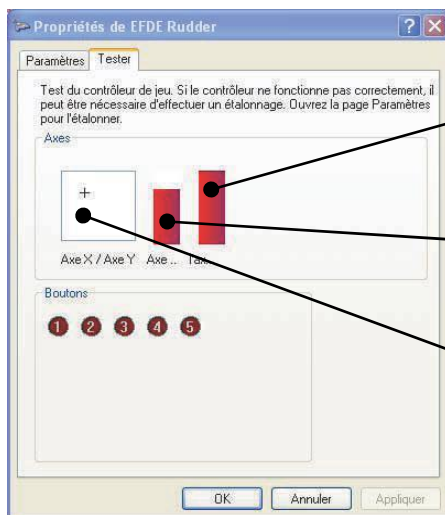 Propriétés de EFDE Rudder
Paramètres Tester
Test du contrôleur de jeu. Si le contrôleur ne fonctionne pas correctement, il
peut être nécessaire d'effectuer un étalonnage. Ouvrez la page Paramètres
pour l'étalonner.
Axes
Axe X / Axe Y Axe ..
Boutons
1 2 3 4 5
OK Annuler Appliquer